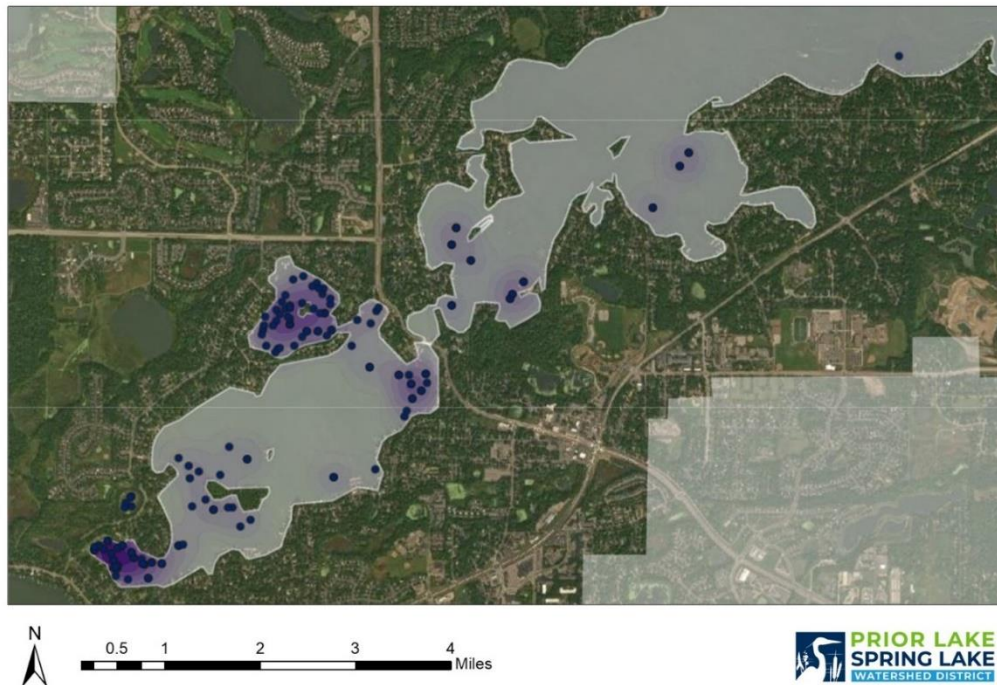 N
0.5 1 2 3 4
Miles
PRIOR LAKE
SPRING LAKE
WATERSHED DISTRICT